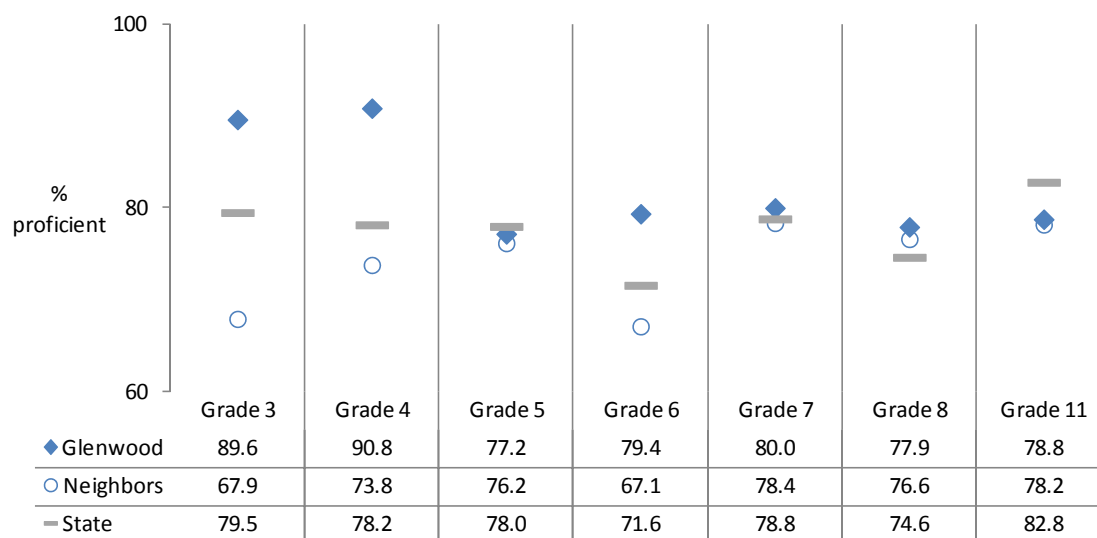 100
%
proficient
80
60
Grade 3 Grade 4 Grade 5 Grade 6 Grade 7 Grade 8 Grade 11
Glenwood 89.6 90.8 77.2 79.4 80.0 77.9 78.8
Neighbors 67.9 73.8 76.2 67.1 78.4 76.6 78.2
State 79.5 78.2 78.0 71.6 78.8 74.6 82.8